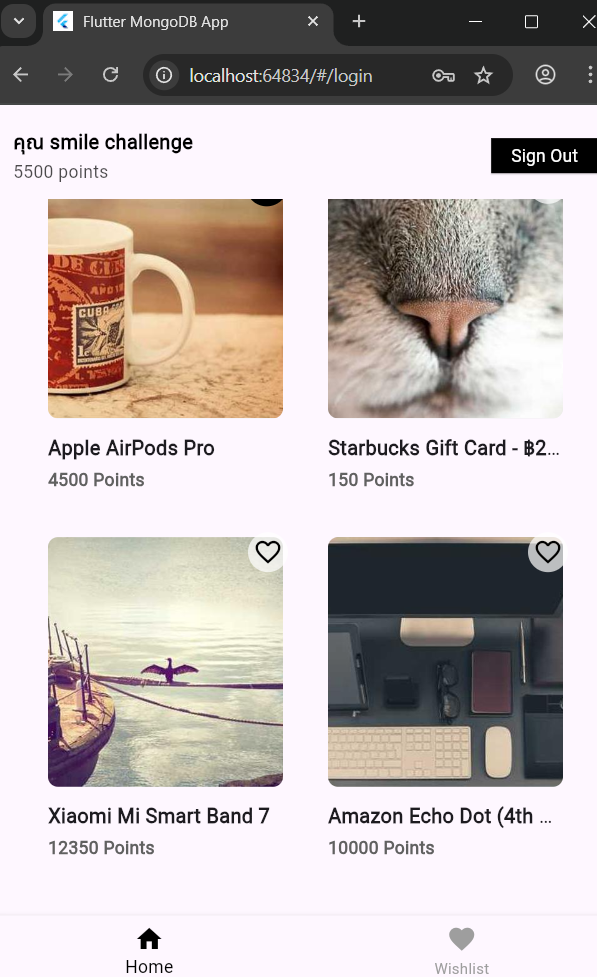 Flutter MongoDB App
localhost:64834/#/login
คุณ smile challenge
5500 points
Sign Out
CUBA
1c
Apple AirPods Pro
4500 Points
Starbucks Gift Card - ฿2...
150 Points
Xiaomi Mi Smart Band 7
12350 Points
Amazon Echo Dot (4th ...
10000 Points
Home
Wishlist